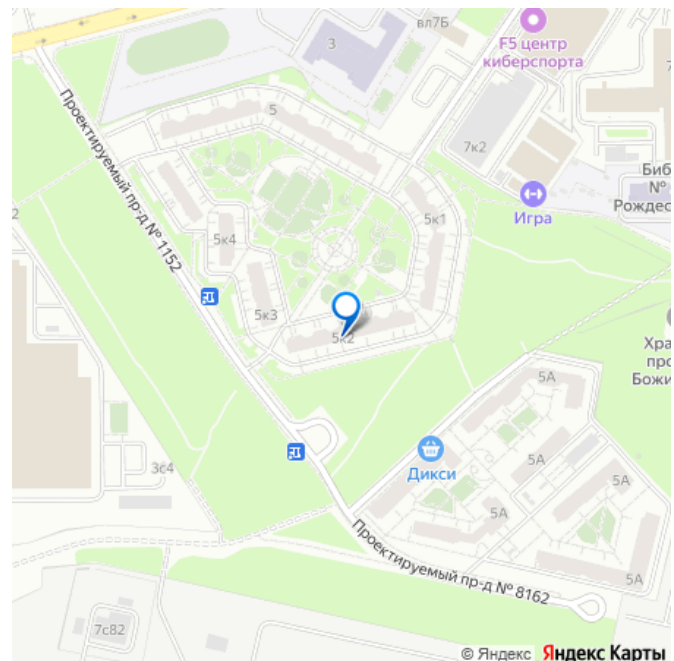 вл7Б
3
F5 центр
киберспорта
5
7к2
Проектируемый пр-д № 1152
Биб
№
Рождес
Игра
5к1
5к4
5к3
5к2
Хра
про
Божи
5А
Дикси
5А
5А
5А
3с4
Проектируемый пр-д № 8162
7с82
© Яндекс Яндекс Карты